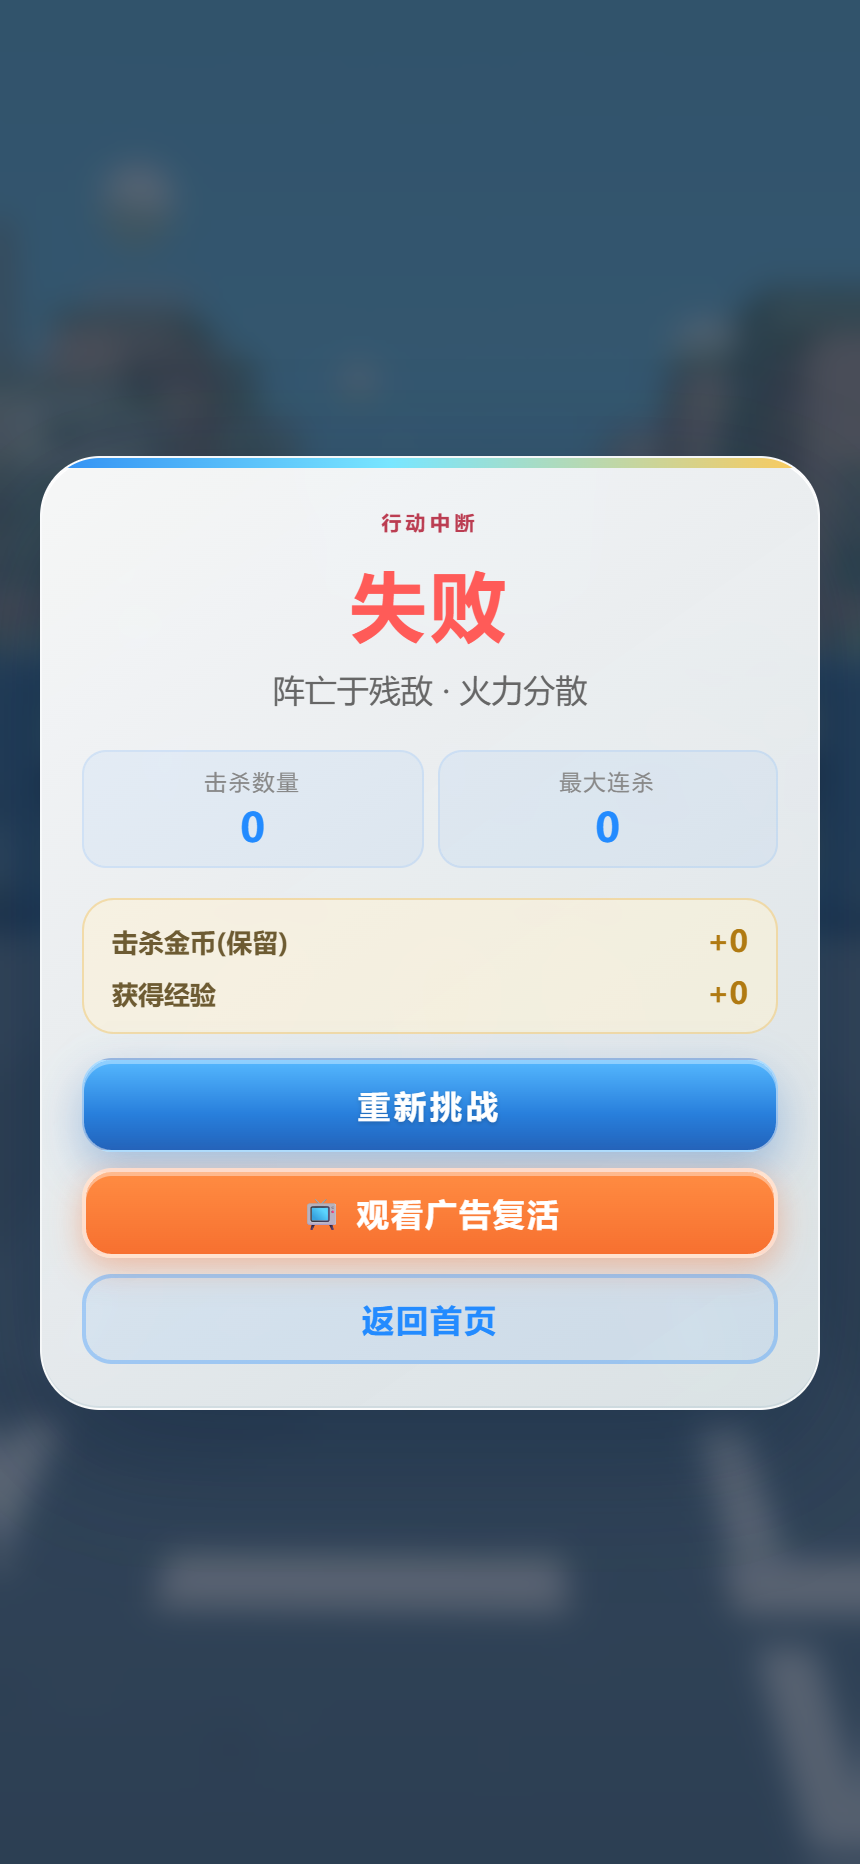 行动中断
失败
阵亡于残敌 · 火力分散
击杀数量
0
最大连杀
0
击杀金币(保留) +0
获得经验 +0
重新挑战
观看广告复活
返回首页